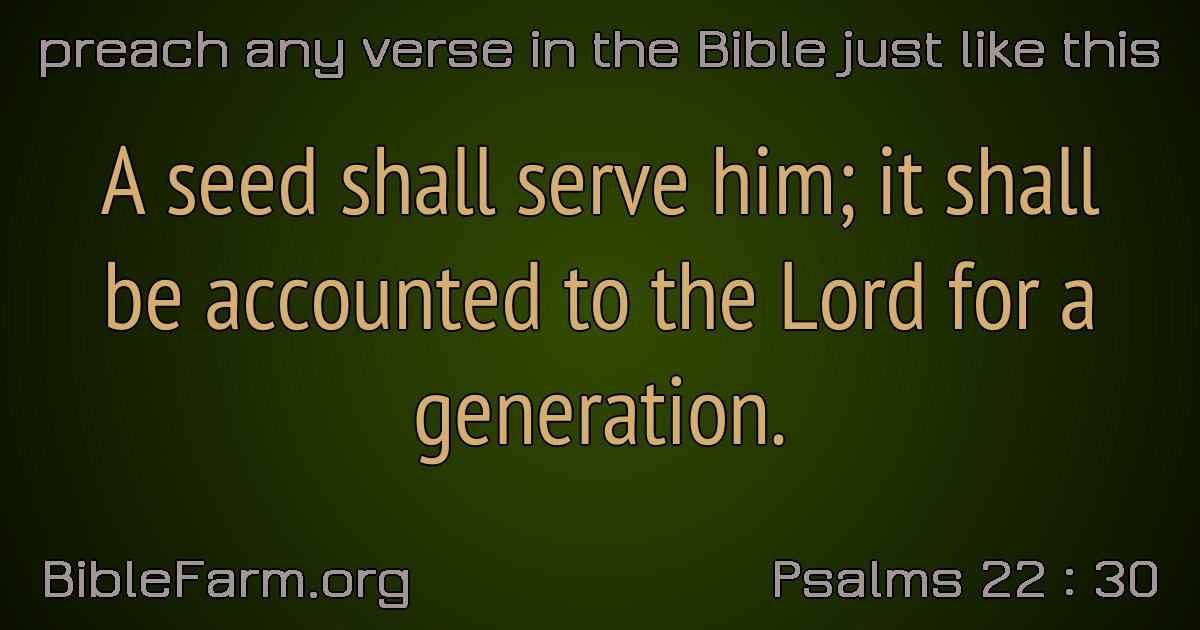 preach any verse in the Bible just like this
A seed shall serve him; it shall
be accounted to the Lord for a
generation.
BibleFarm.org
Psalms 22 : 30